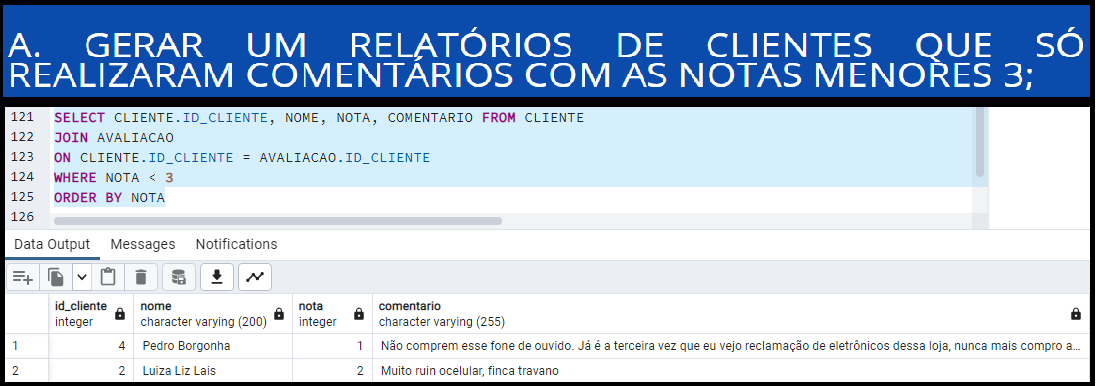 A. GERAR UM RELATÓRIOS DE CLIENTES QUE SÓ
REALIZARAM COMENTÁRIOS COM AS NOTAS MENORES 3;
121 SELECT CLIENTE.ID_CLIENTE, NOME, NOTA, COMENTARIO FROM CLIENTE
122 JOIN AVALIACAO
123 ON CLIENTE.ID_CLIENTE = AVALIACAO.ID_CLIENTE
124 WHERE NOTA < 3
125 ORDER BY NOTA
126
Data Output Messages Notifications
id_cliente nome nota comentario
integer character varying (200) integer character varying (255)
1 4 Pedro Borgonha 1 Não comprem esse fone de ouvido. Já é a terceira vez que eu vejo reclamação de eletrônicos dessa loja, nunca mais compro a...
2 2 Luiza Liz Lais 2 Muito ruin ocelular, finca travano